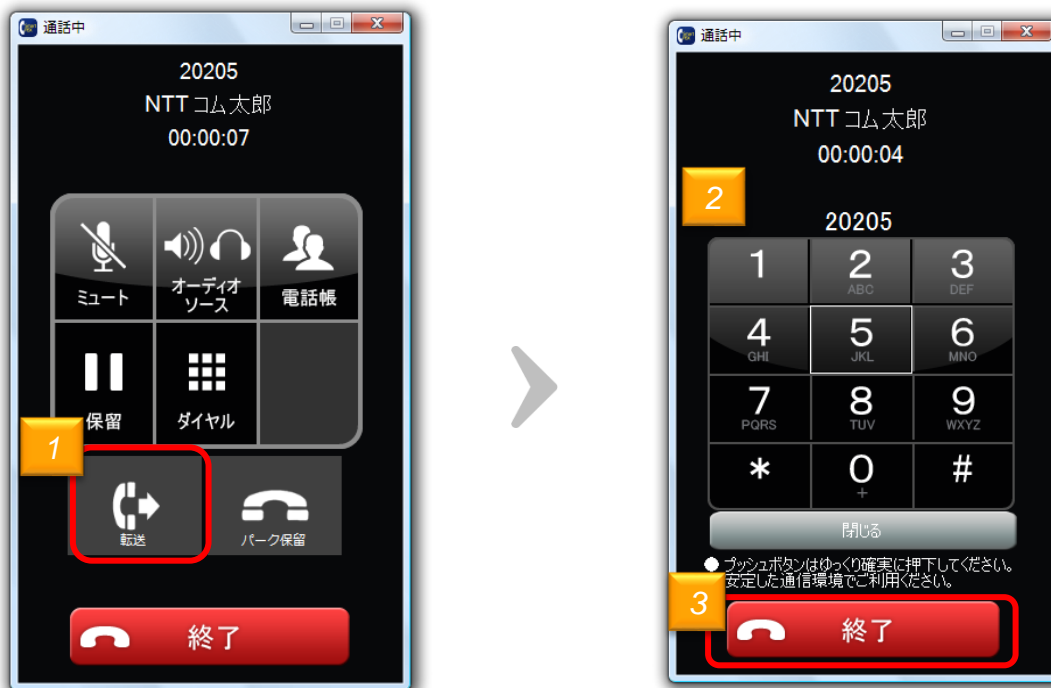 通話中
20205
NTTコム太郎
00:00:07
ミュート
オーディオ
ソース
電話帳
保留
ダイヤル
1
転送
パーク保留
終了
通話中
20205
NTTコム太郎
00:00:04
2
20205
1
2
ABC
3
DEF
4
GHI
5
JKL
6
MNO
7
PQRS
8
TUV
9
WXYZ
*
0
+
#
閉じる
●プッシュボタンはゆっくり確実に押下してください。
安定した通信環境でご利用ください。
3
終了